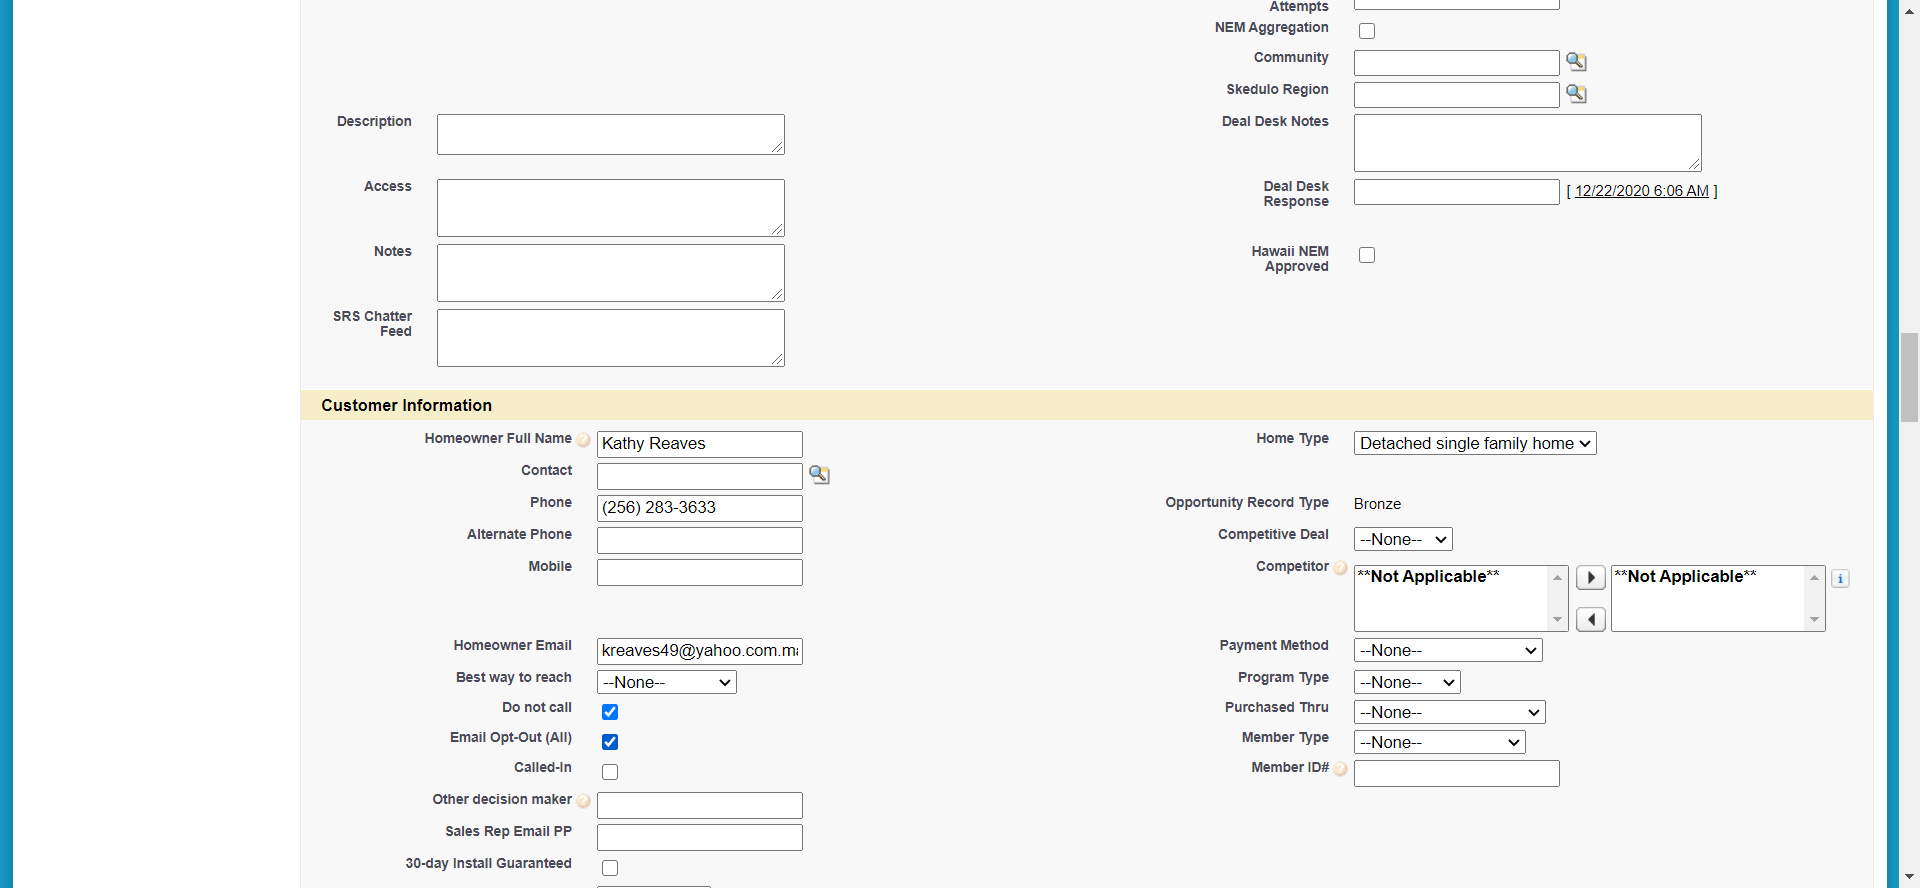 Attempts
NEM Aggregation
Community
Skedulo Region
Description
Deal Desk Notes
Access
Deal Desk
Response
[ 12/22/2020 6:06 AM ]
Notes
Hawaii NEM
Approved
SRS Chatter
Feed
Customer Information
Homeowner Full Name ? Kathy Reaves
Home Type Detached single family home
Contact
Phone (256) 283-3633
Opportunity Record Type Bronze
Alternate Phone
Competitive Deal --None--
Mobile
Competitor ? **Not Applicable** **Not Applicable** i
Homeowner Email kreaves49@yahoo.com.ma
Payment Method --None--
Best way to reach --None--
Program Type --None--
Do not call
Purchased Thru --None--
Email Opt-Out (All)
Member Type --None--
Called-In
Member ID# ?
Other decision maker ?
Sales Rep Email PP
30-day Install Guaranteed